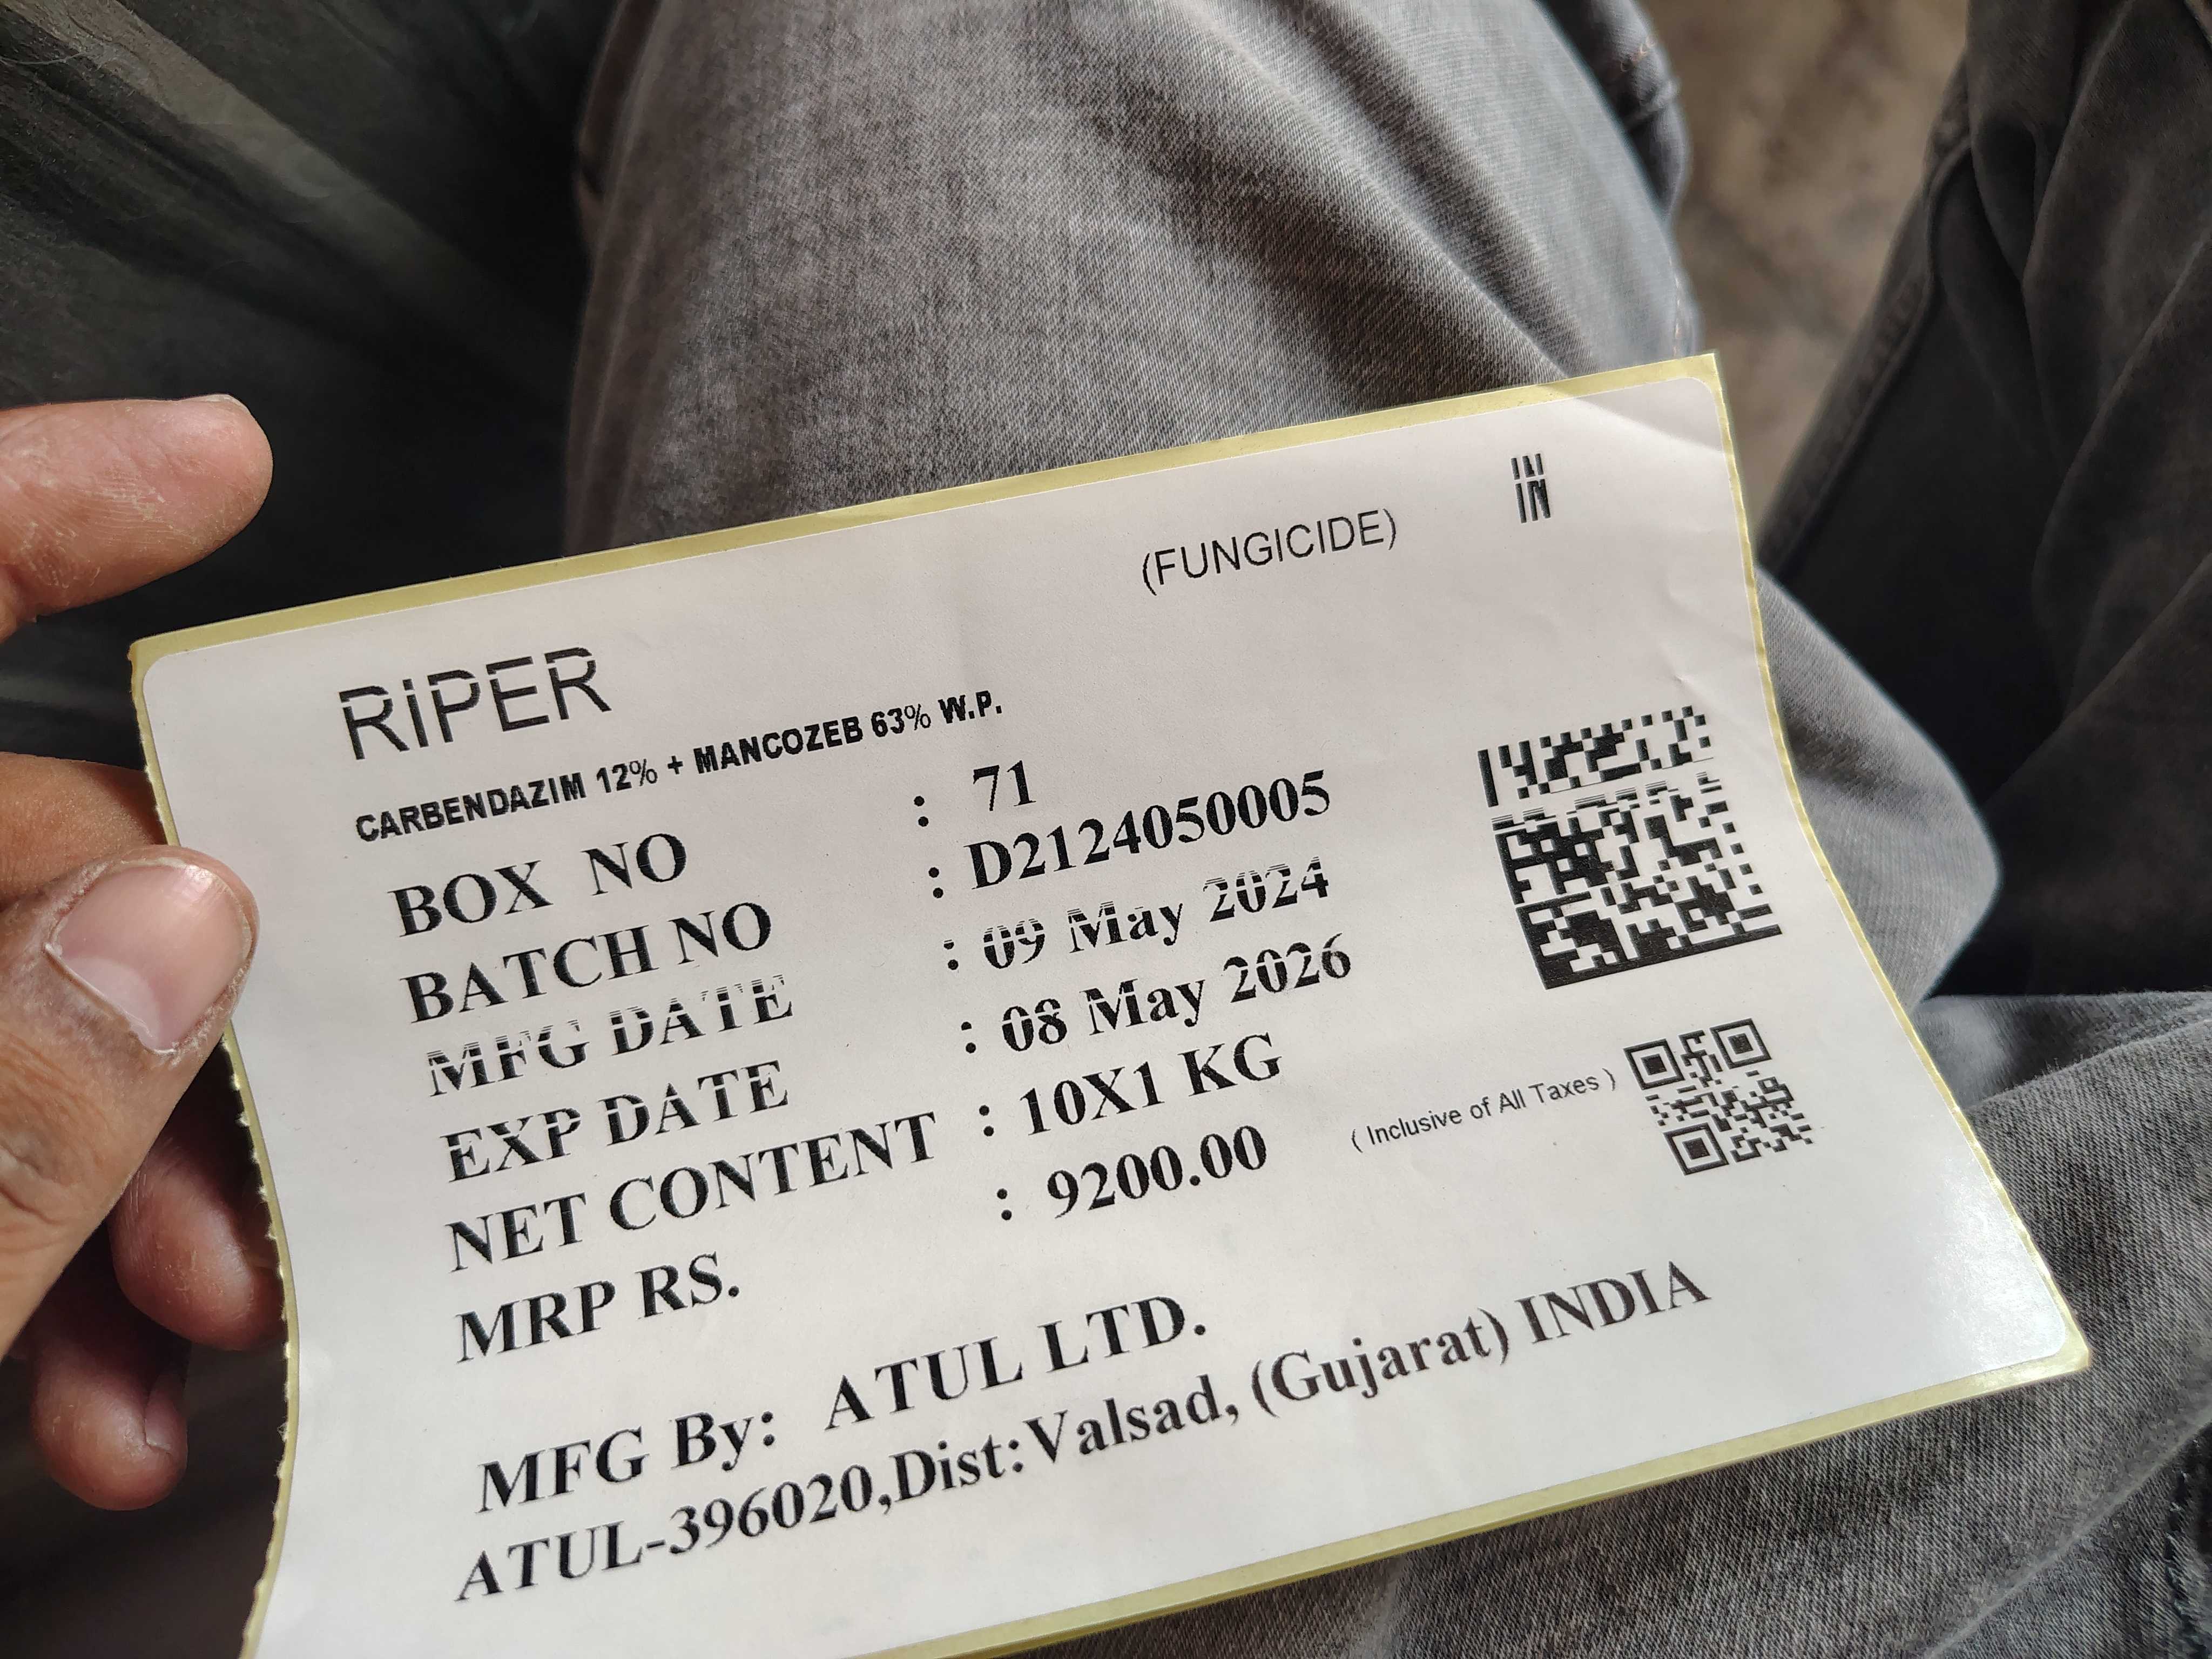 (FUNGICIDE)
IN
RIPER
CARBENDAZIM 12% + MANCOZEB 63% W.P.
BOX NO : 71
BATCH NO : D2124050005
MFG DATE : 09 May 2024
EXP DATE : 08 May 2026
NET CONTENT : 10X1 KG
MRP RS. : 9200.00 ( Inclusive of All Taxes )
MFG By: ATUL LTD.
ATUL-396020,Dist:Valsad, (Gujarat) INDIA